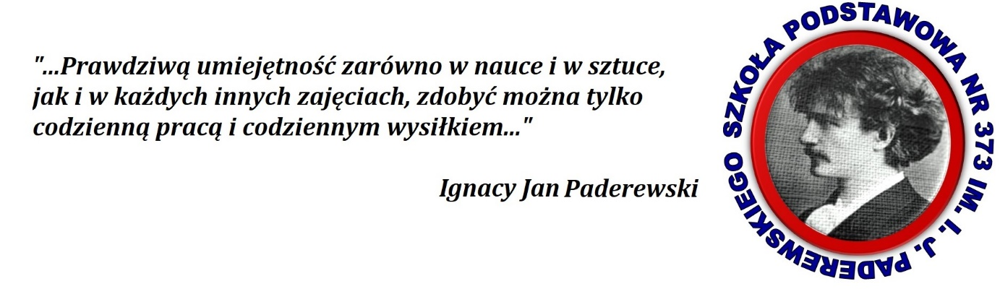 "...Prawdziwą umiejętność zarówno w nauce i w sztuce,
jak i w każdych innych zajęciach, zdobyć można tylko
codzienną pracą i codziennym wysiłkiem..."
Ignacy Jan Paderewski
SZKOŁA PODSTAWOWA NR 373 IM. I. J. PADEREWSKIEGO